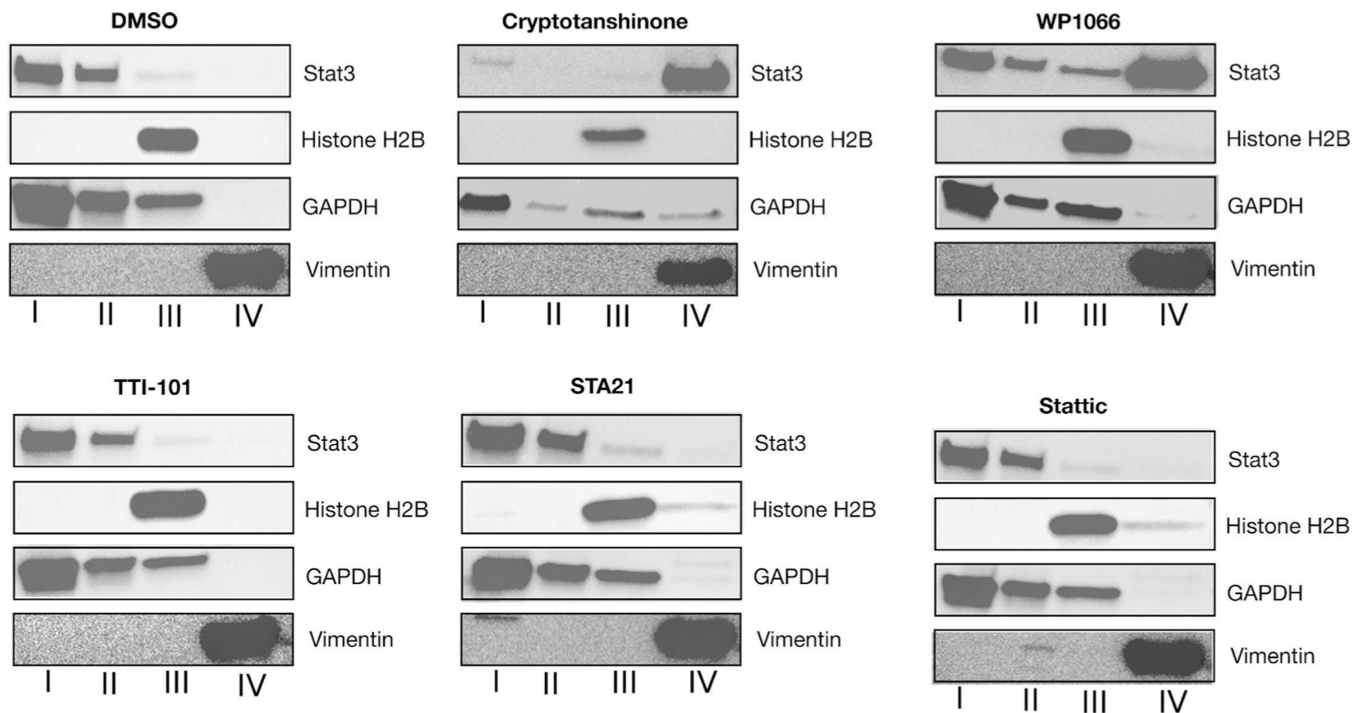 DMSO
Stat3
Histone H2B
GAPDH
Vimentin
I II III IV
Cryptotanshinone
Stat3
Histone H2B
GAPDH
Vimentin
I II III IV
WP1066
Stat3
Histone H2B
GAPDH
Vimentin
I II III IV
TTI-101
Stat3
Histone H2B
GAPDH
Vimentin
I II III IV
STA21
Stat3
Histone H2B
GAPDH
Vimentin
I II III IV
Stattic
Stat3
Histone H2B
GAPDH
Vimentin
I II III IV